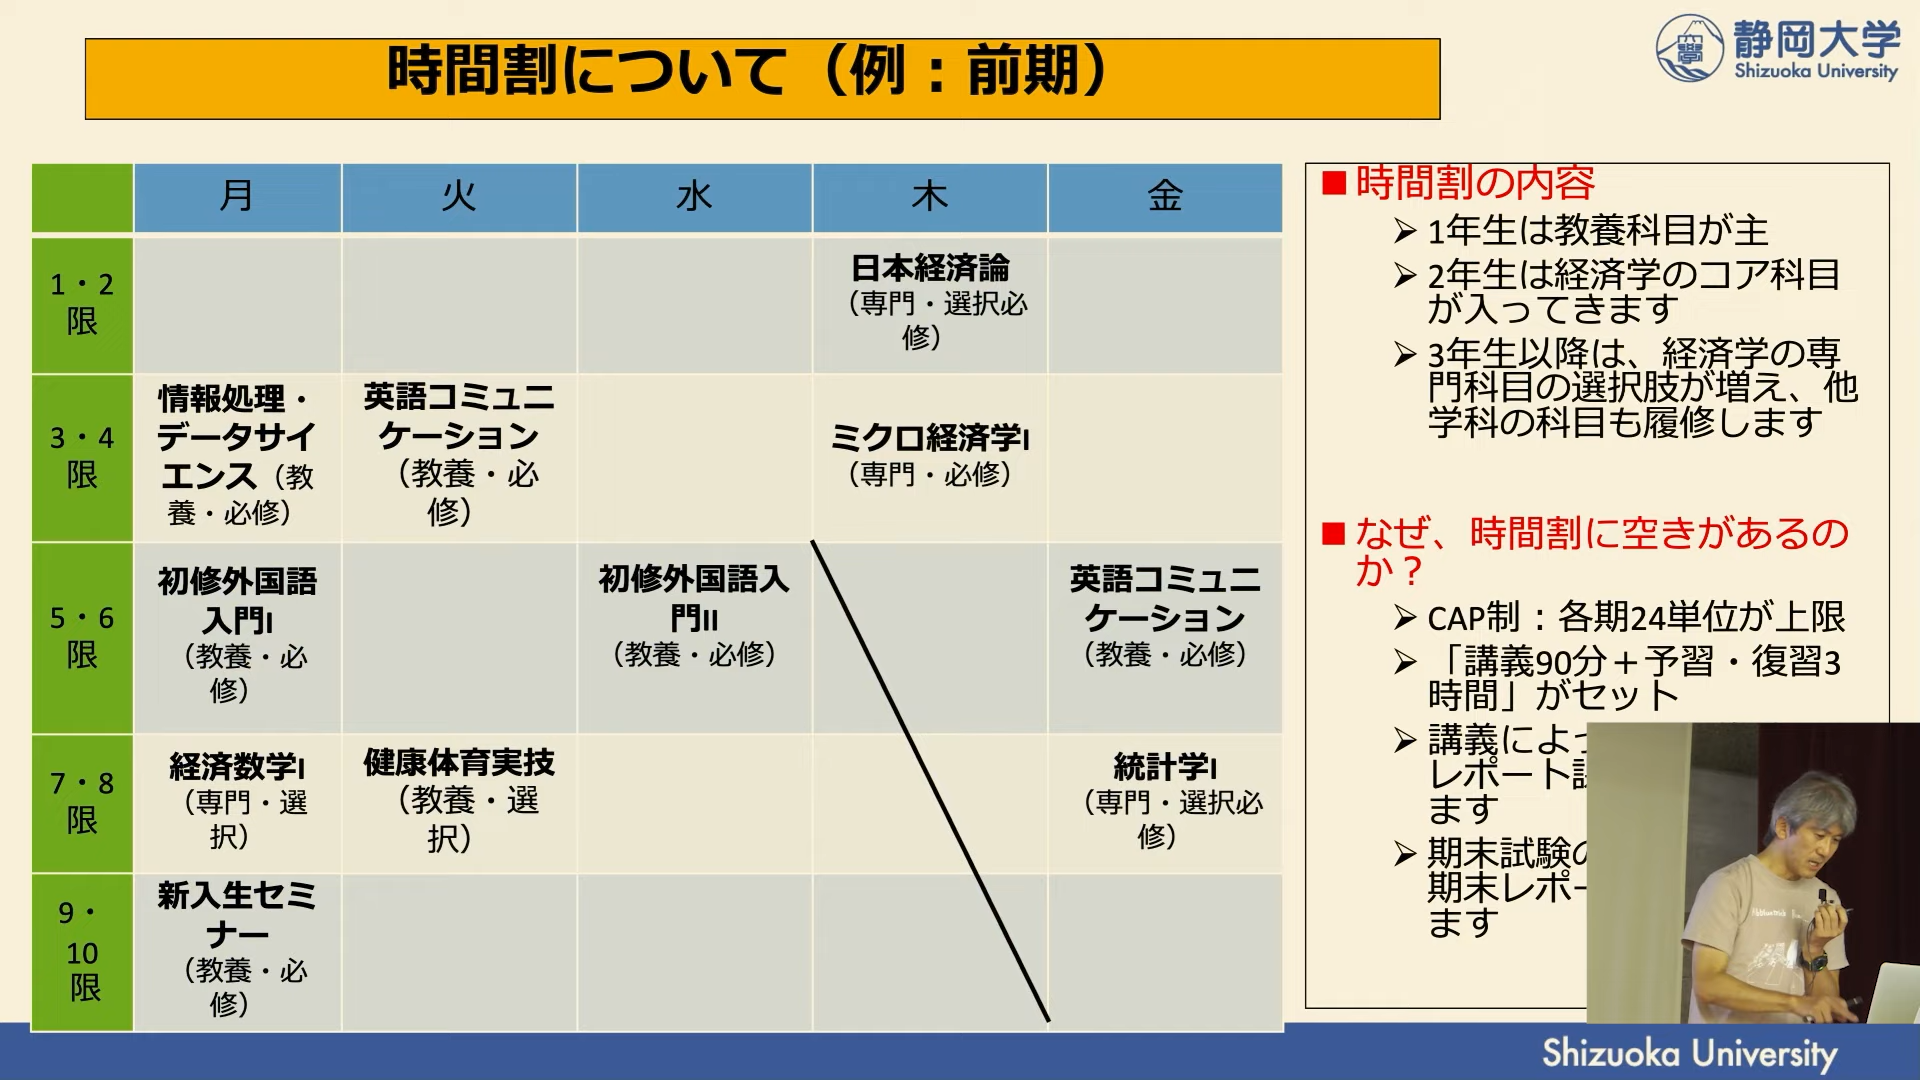 時間割について（例：前期）
静岡大学
Shizuoka University
月 火 水 木 金
1・2
限
日本経済論
（専門・選択必
修）
3・4
限
情報処理・
データサイ
エンス（教
養・必修）
英語コミュニ
ケーション
（教養・必
修）
ミクロ経済学I
（専門・必修）
5・6
限
初修外国語
入門I
（教養・必
修）
初修外国語入
門II
（教養・必修）
英語コミュニ
ケーション
（教養・必修）
7・8
限
経済数学I
（専門・選
択）
健康体育実技
（教養・選
択）
統計学I
（専門・選択必
修）
9・
10
限
新入生セミ
ナー
（教養・必
修）
■時間割の内容
➢1年生は教養科目が主
➢2年生は経済学のコア科目
が入ってきます
➢3年生以降は、経済学の専
門科目の選択肢が増え、他
学科の科目も履修します
■なぜ、時間割に空きがあるの
か？
➢CAP制：各期24単位が上限
➢「講義90分＋予習・復習3
時間」がセット
➢講義によっ
レポート
ます
➢期末試験の
期末レポー
ます
Shizuoka University